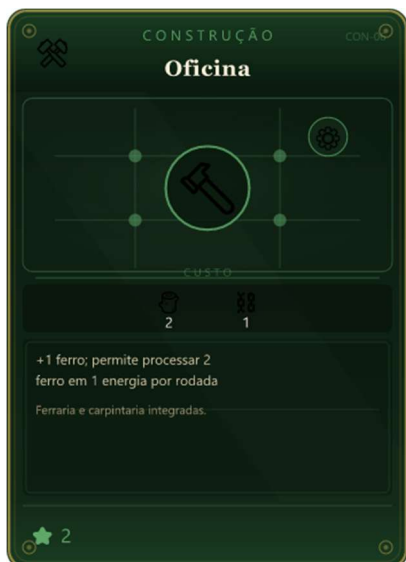 CONSTRUÇÃO
Oficina
CUSTO
2 1
+1 ferro; permite processar 2
ferro em 1 energia por rodada
Ferraria e carpintaria integradas.
2